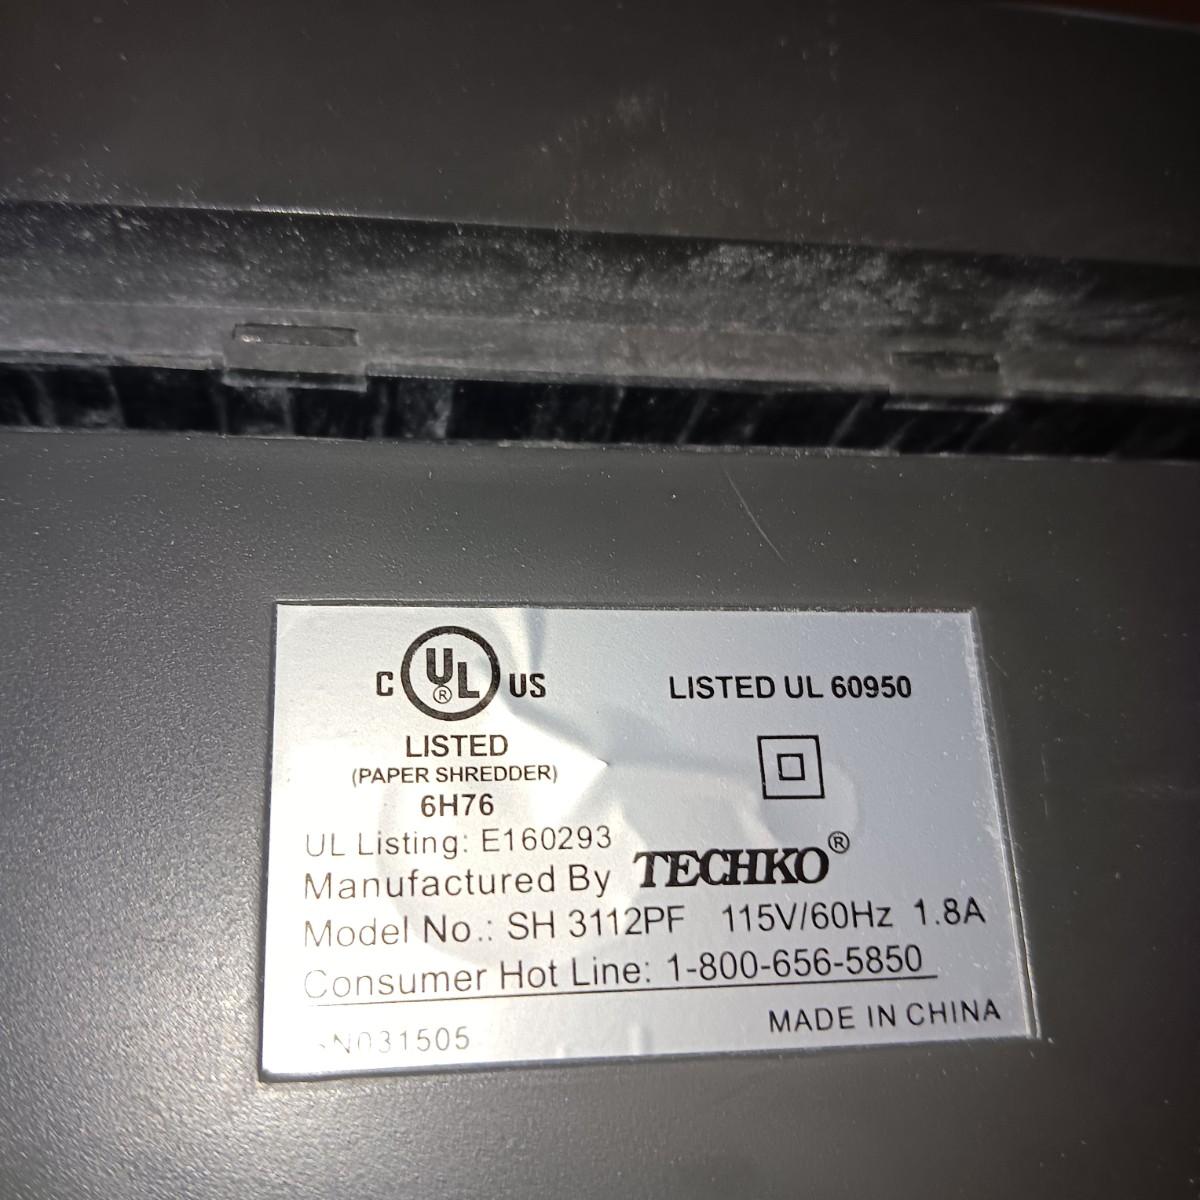 C UL® US
LISTED UL 60950
LISTED
(PAPER SHREDDER)
6H76
UL Listing: E160293
Manufactured By TECHKO®
Model No.: SH 3112PF 115V/60Hz 1.8A
Consumer Hot Line: 1-800-656-5850
N031505
MADE IN CHINA